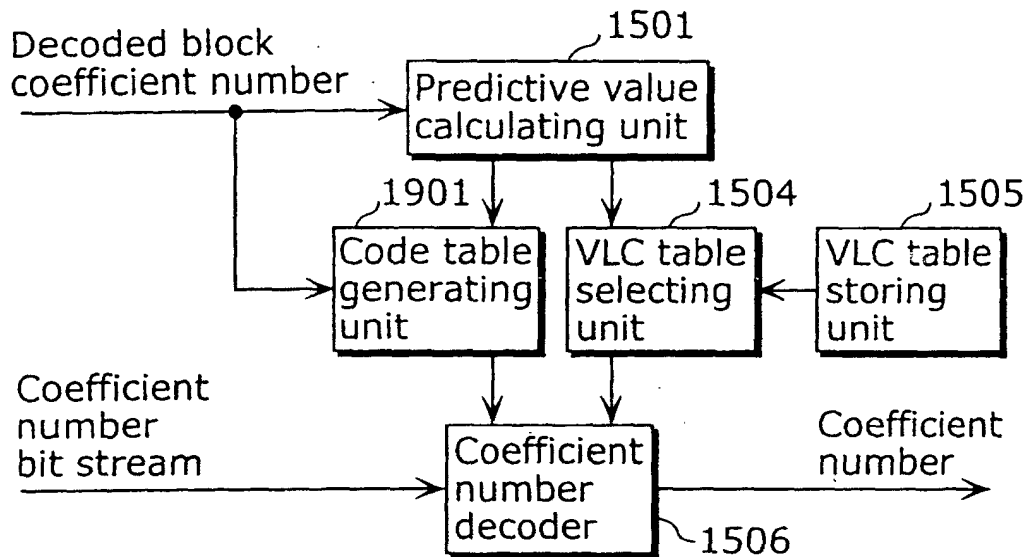 1501
Decoded block
coefficient number
Predictive value
calculating unit
1901
1504
1505
Code table
generating
unit
VLC table
selecting
unit
VLC table
storing
unit
Coefficient
number
bit stream
Coefficient
number
decoder
Coefficient
number
1506